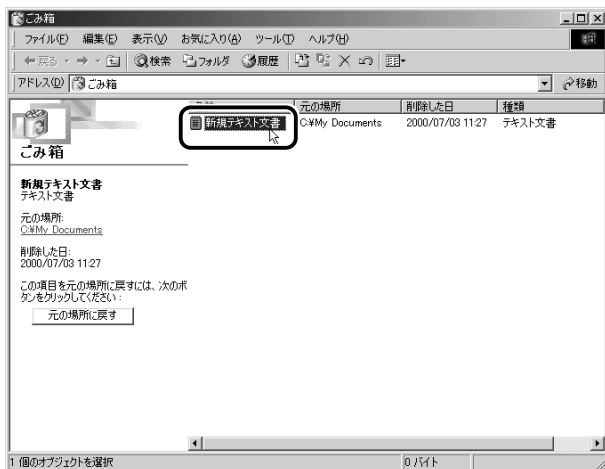 ごみ箱
ファイル(F) 編集(E) 表示(V) お気に入り(A) ツール(T) ヘルプ(H)
戻る 検索 フォルダ 履歴
アドレス(D) ごみ箱 移動
元の場所 削除した日 種類
新規テキスト文書 C:¥My Documents 2000/07/03 11:27 テキスト文書
ごみ箱
新規テキスト文書
テキスト文書
元の場所:
C:¥My Documents
削除した日:
2000/07/03 11:27
この項目を元の場所に戻すには、次のボ
タンをクリックしてください:
元の場所に戻す
1 個のオブジェクトを選択 0 バイト